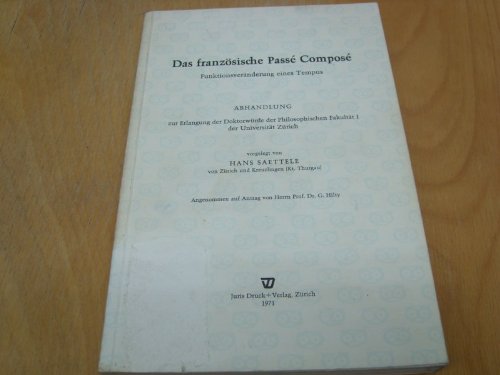 Das französische Passé Composé
Funktionsveränderung eines Tempus
ABHANDLUNG
zur Erlangung der Doktorwürde der Philosophischen Fakultät I
der Universität Zürich
vorgelegt von
HANS SAETTELE
von Zürich und Kreuzlingen Kt. Thurgau
Angenommen auf Antrag von Herrn Prof. Dr. G. Hilty
Juris Druck + Verlag, Zürich
1971